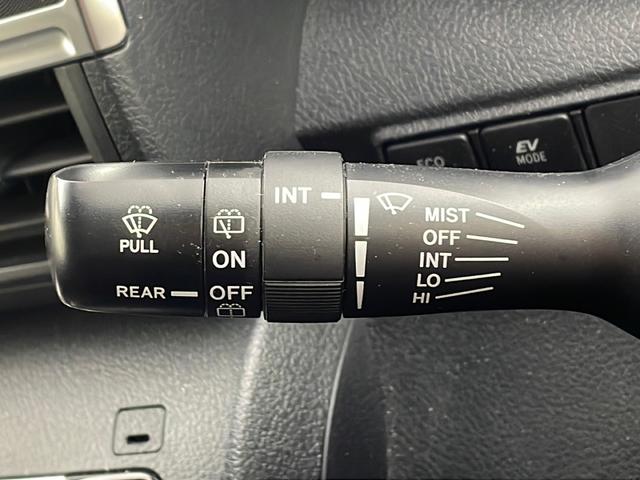 ECO
EV
MODE
INT
MIST
OFF
INT
LO
HI
PULL
ON
REAR OFF